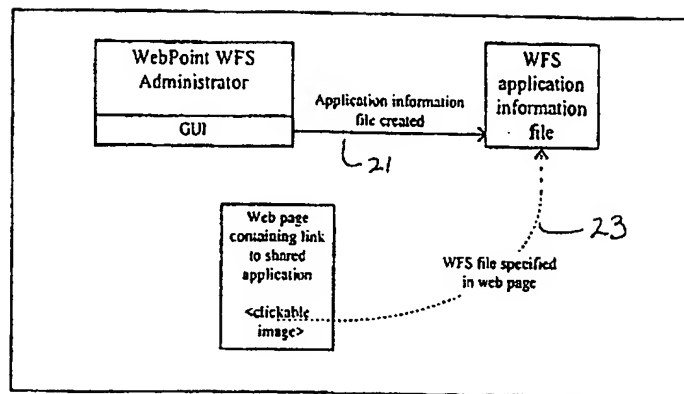 WebPoint WFS
Administrator
GUI
Application information
file created
21
WFS
application
information
file
Web page
containing link
to shared
application
<clickable
image>
23
WFS file specified
in web page